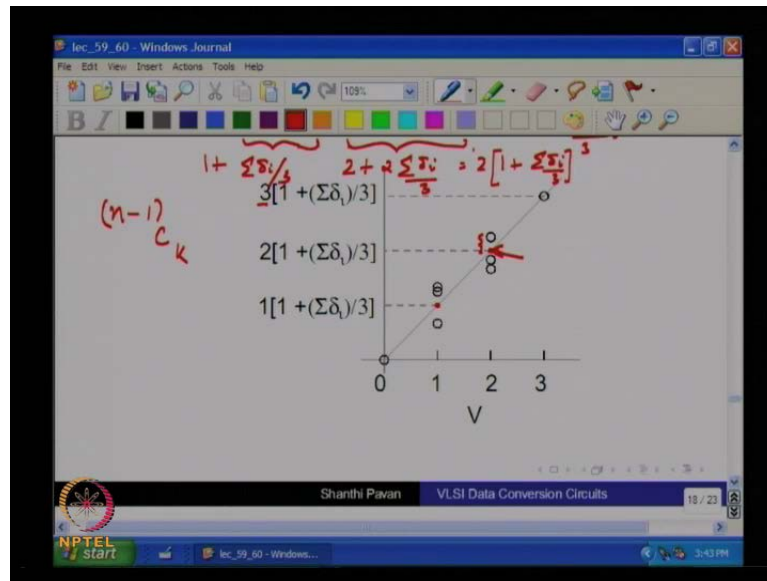 lec_59_60 - Windows Journal
File Edit View Insert Actions Tools Help
109%
B I
1 + Σδi/3 2 + 2 Σδi/3 = 2[1 + Σδi/3] 3
(n-1)
C
K
3[1 +(Σδi)/3]
2[1 +(Σδi)/3]
1[1 +(Σδi)/3]
0 1 2 3
V
Shanthi Pavan VLSI Data Conversion Circuits 18 / 23
NPTEL
start lec_59_60 - Windows... 3:43 PM